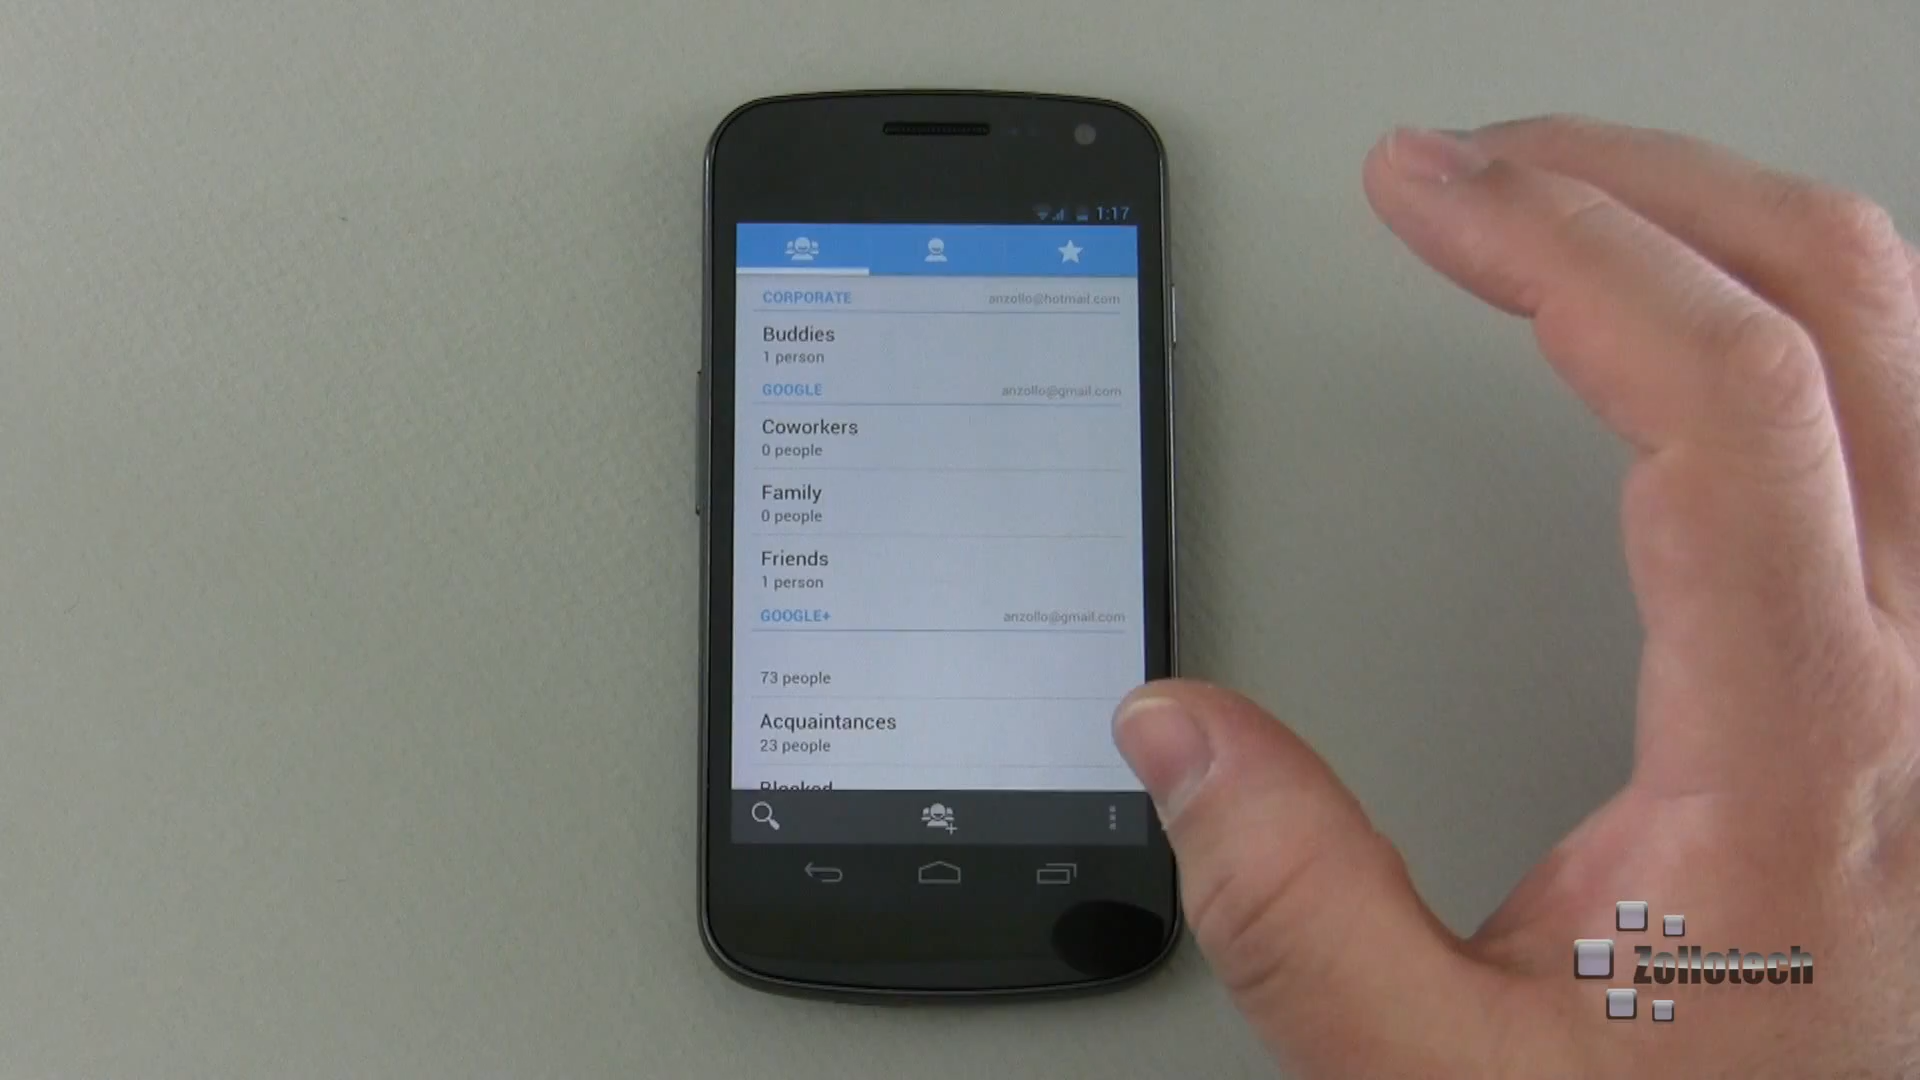 1:17
CORPORATE anzollo@hotmail.com
Buddies
1 person
GOOGLE anzollo@gmail.com
Coworkers
0 people
Family
0 people
Friends
1 person
GOOGLE+ anzollo@gmail.com
73 people
Acquaintances
23 people
Blocked
Zollotech